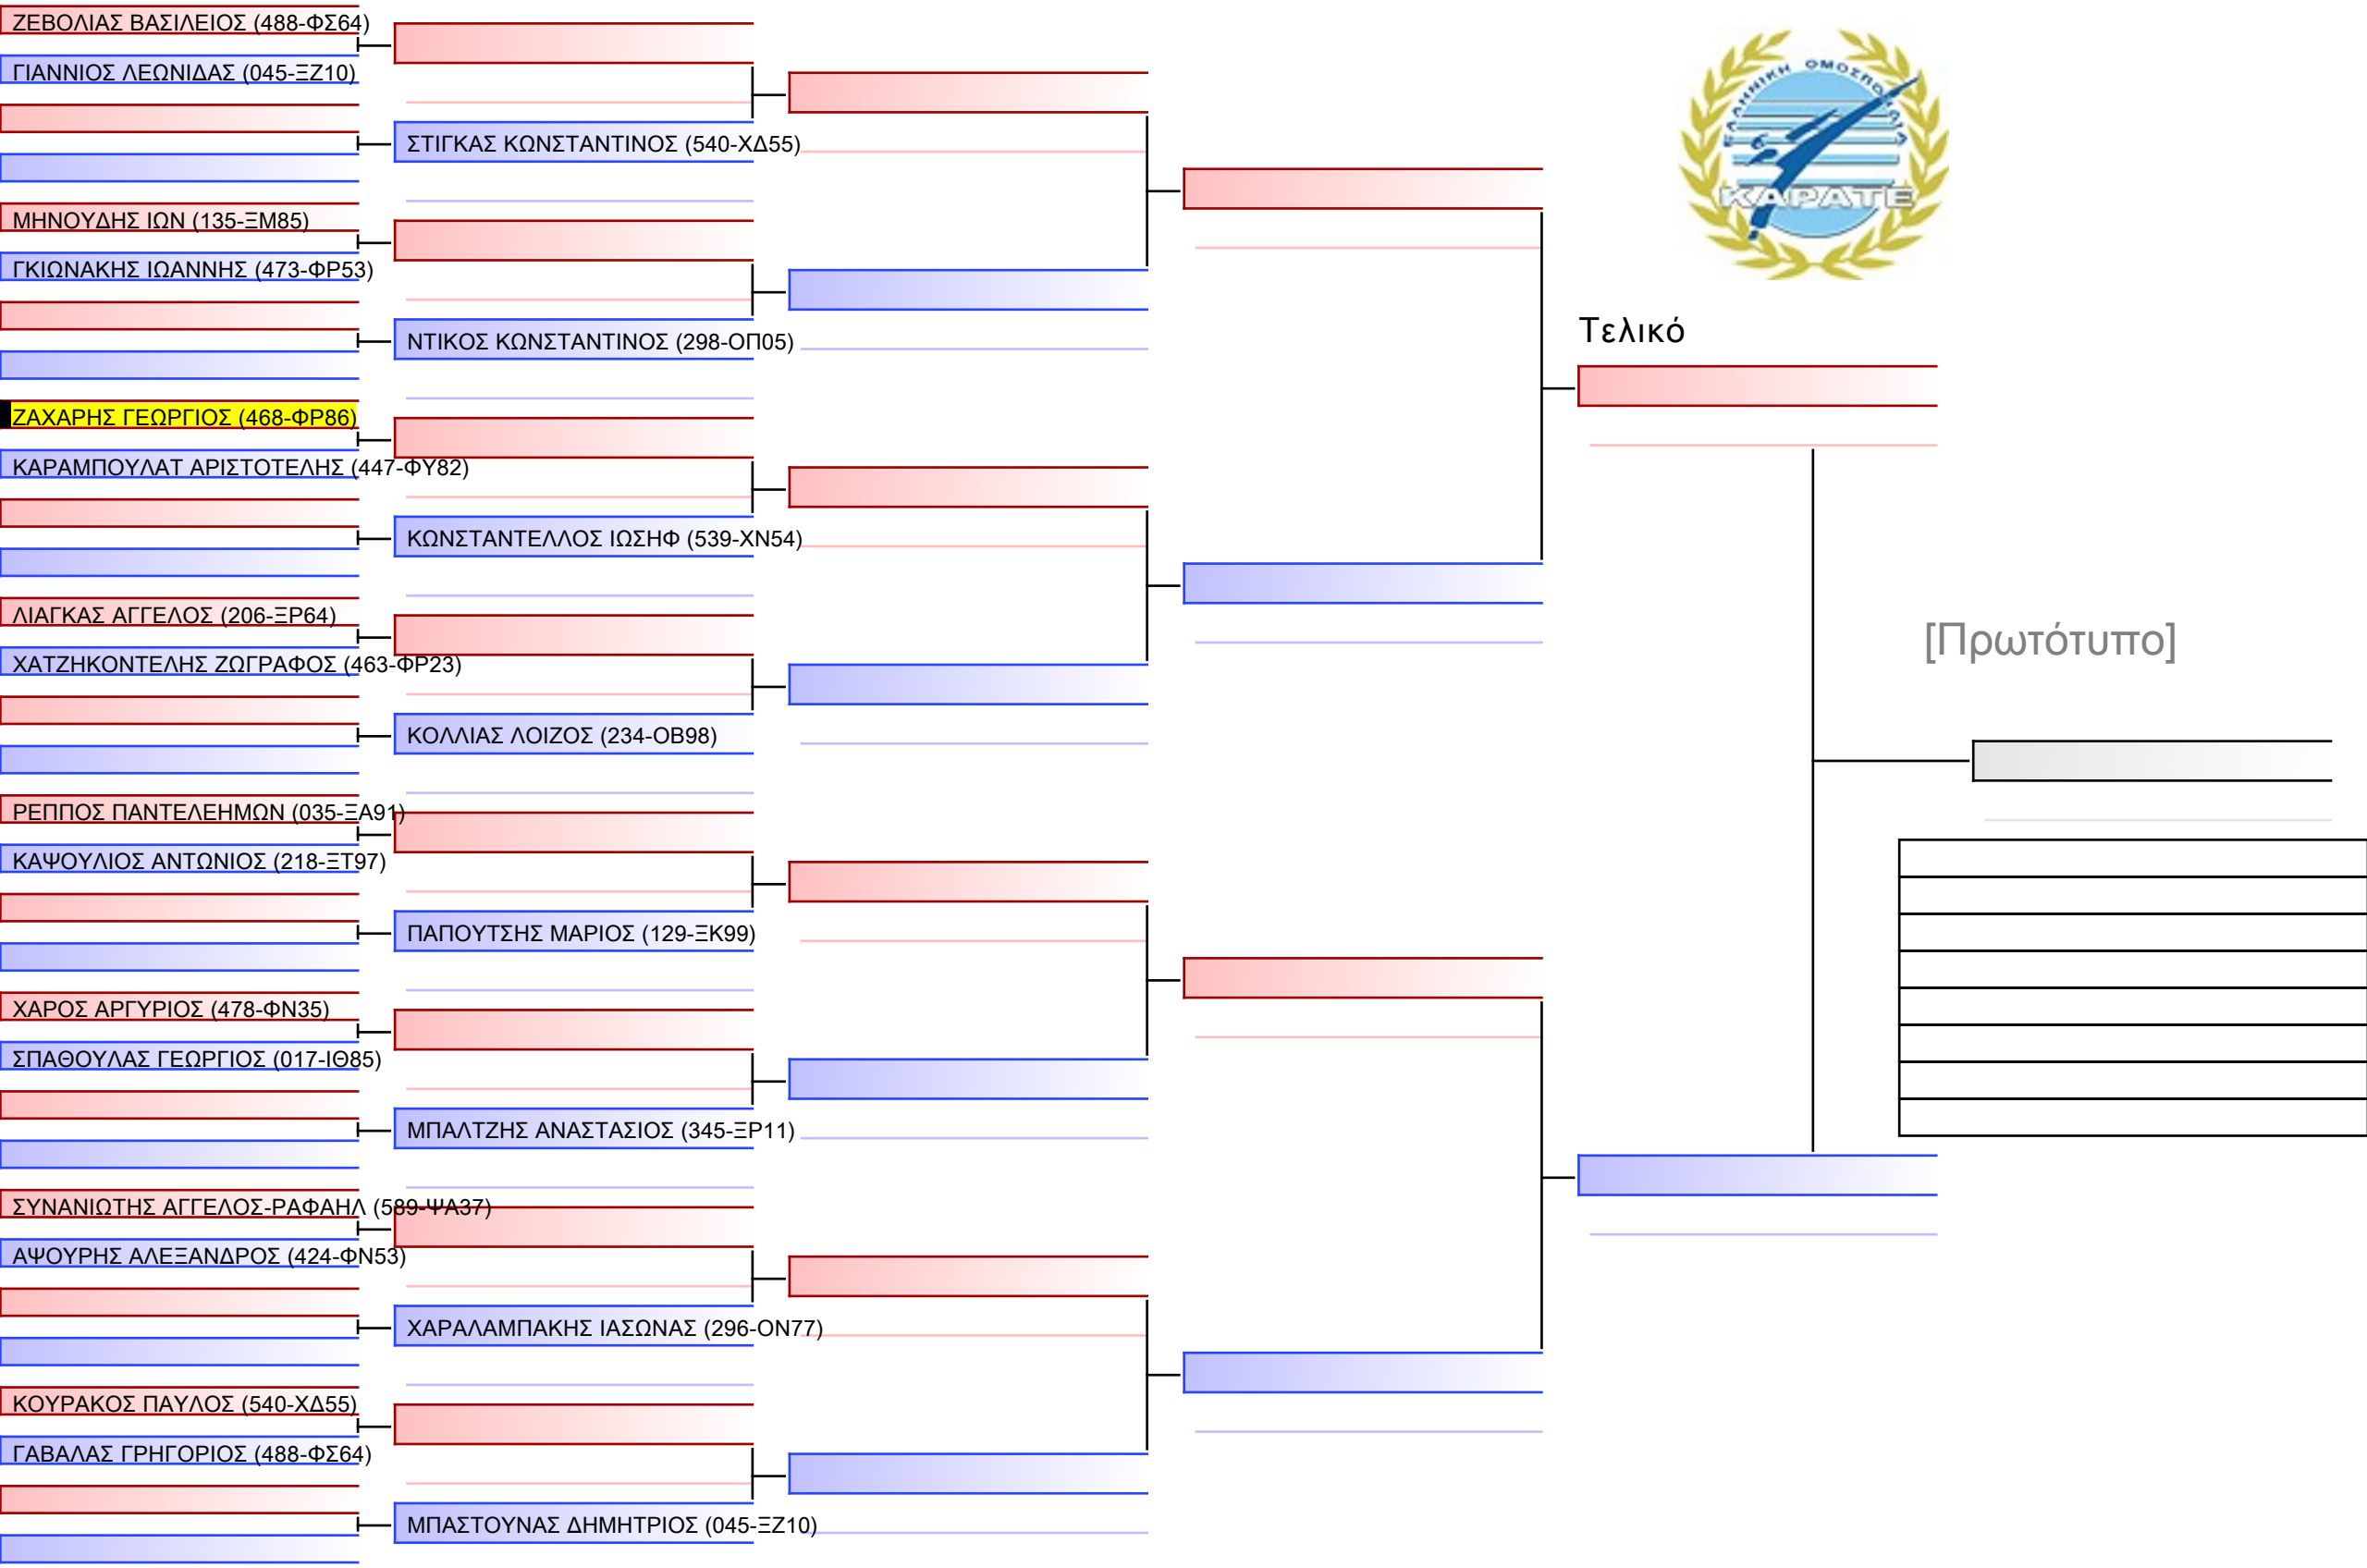 ΖΕΒΟΛΙΑΣ ΒΑΣΙΛΕΙΟΣ (488-ΦΣ64)
ΓΙΑΝΝΙΟΣ ΛΕΩΝΙΔΑΣ (045-ΞΖ10)
ΣΤΙΓΚΑΣ ΚΩΝΣΤΑΝΤΙΝΟΣ (540-ΧΔ55)
ΜΗΝΟΥΔΗΣ ΙΩΝ (135-ΞΜ85)
ΓΚΙΩΝΑΚΗΣ ΙΩΑΝΝΗΣ (473-ΦΡ53)
ΝΤΙΚΟΣ ΚΩΝΣΤΑΝΤΙΝΟΣ (298-ΟΠ05)
ΖΑΧΑΡΗΣ ΓΕΩΡΓΙΟΣ (468-ΦΡ86)
ΚΑΡΑΜΠΟΥΛΑΤ ΑΡΙΣΤΟΤΕΛΗΣ (447-ΦΥ82)
ΚΩΝΣΤΑΝΤΕΛΛΟΣ ΙΩΣΗΦ (539-ΧΝ54)
ΛΙΑΓΚΑΣ ΑΓΓΕΛΟΣ (206-ΞΡ64)
ΧΑΤΖΗΚΟΝΤΕΛΗΣ ΖΩΓΡΑΦΟΣ (463-ΦΡ23)
ΚΟΛΛΙΑΣ ΛΟΙΖΟΣ (234-ΟΒ98)
ΡΕΠΠΟΣ ΠΑΝΤΕΛΕΗΜΩΝ (035-ΞΑ91)
ΚΑΨΟΥΛΙΟΣ ΑΝΤΩΝΙΟΣ (218-ΞΤ97)
ΠΑΠΟΥΤΣΗΣ ΜΑΡΙΟΣ (129-ΞΚ99)
ΧΑΡΟΣ ΑΡΓΥΡΙΟΣ (478-ΦΝ35)
ΣΠΑΘΟΥΛΑΣ ΓΕΩΡΓΙΟΣ (017-ΙΘ85)
ΜΠΑΛΤΖΗΣ ΑΝΑΣΤΑΣΙΟΣ (345-ΞΡ11)
ΣΥΝΑΝΙΩΤΗΣ ΑΓΓΕΛΟΣ-ΡΑΦΑΗΛ (589-ΨΑ37)
ΑΨΟΥΡΗΣ ΑΛΕΞΑΝΔΡΟΣ (424-ΦΝ53)
ΧΑΡΑΛΑΜΠΑΚΗΣ ΙΑΣΩΝΑΣ (296-ΟΝ77)
ΚΟΥΡΑΚΟΣ ΠΑΥΛΟΣ (540-ΧΔ55)
ΓΑΒΑΛΑΣ ΓΡΗΓΟΡΙΟΣ (488-ΦΣ64)
ΜΠΑΣΤΟΥΝΑΣ ΔΗΜΗΤΡΙΟΣ (045-ΞΖ10)
ΕΛΛΗΝΙΚΗ ΟΜΟΣΠΟΝΔΙΑ
ΚΑΡΑΤΕ
Τελικό
[Πρωτότυπο]